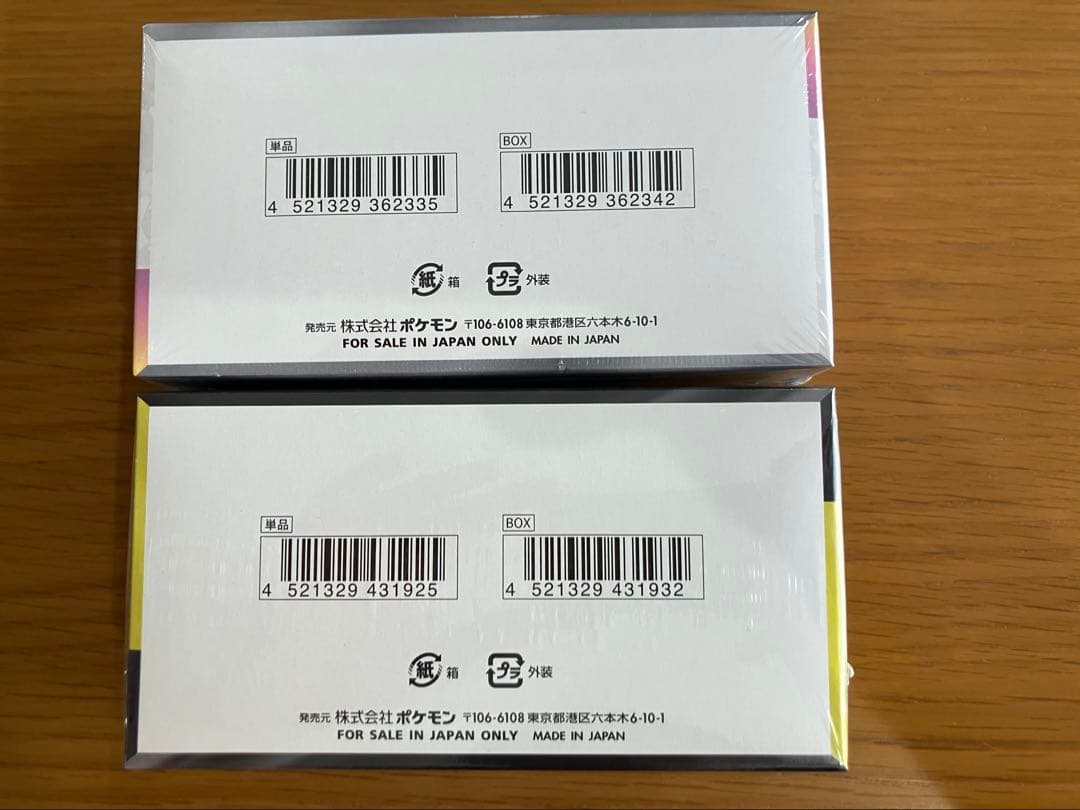 単品
BOX
4 521329 362335
4 521329 362342
紙 箱
プラ 外装
発売元 株式会社 ポケモン 〒106-6108 東京都港区六本木6-10-1
FOR SALE IN JAPAN ONLY MADE IN JAPAN
単品
BOX
4 521329 431925
4 521329 431932
紙 箱
プラ 外装
発売元 株式会社 ポケモン 〒106-6108 東京都港区六本木6-10-1
FOR SALE IN JAPAN ONLY MADE IN JAPAN